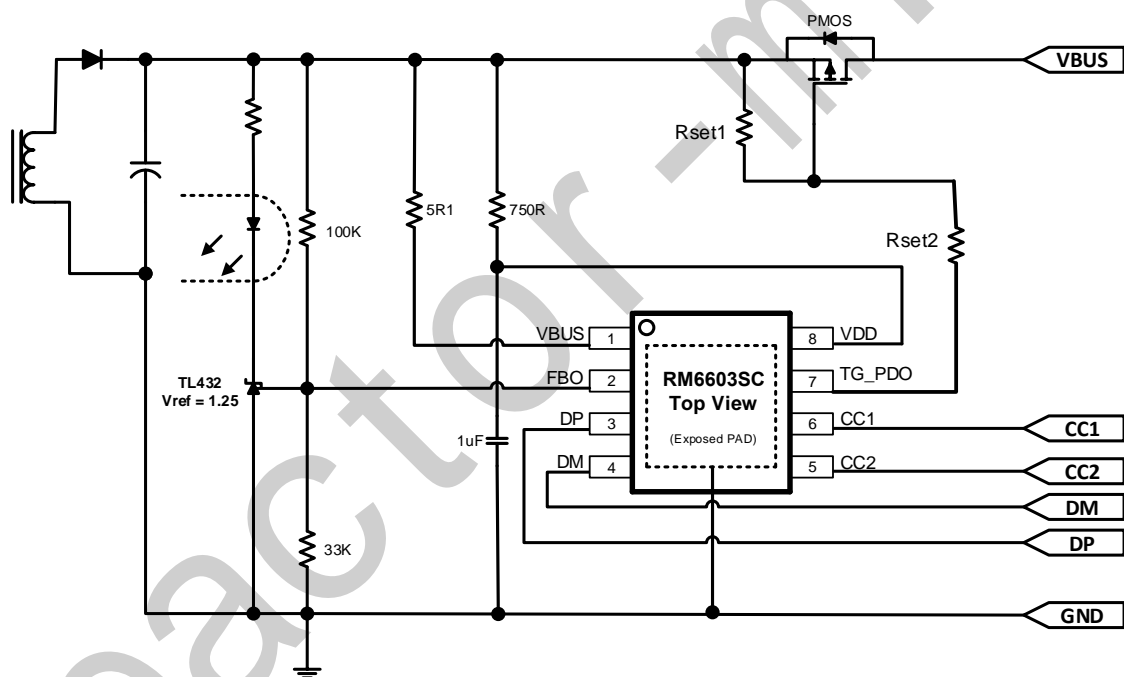 PMOS
VBUS
Rset1
5R1
750R
100K
Rset2
VBUS 1
8 VDD
TL432
Vref = 1.25
FBO 2
RM6603SC
Top View
7 TG_PDO
DP 3
(Exposed PAD)
6 CC1
CC1
1uF
DM 4
5 CC2
CC2
DM
DP
33K
GND
pactor -mi